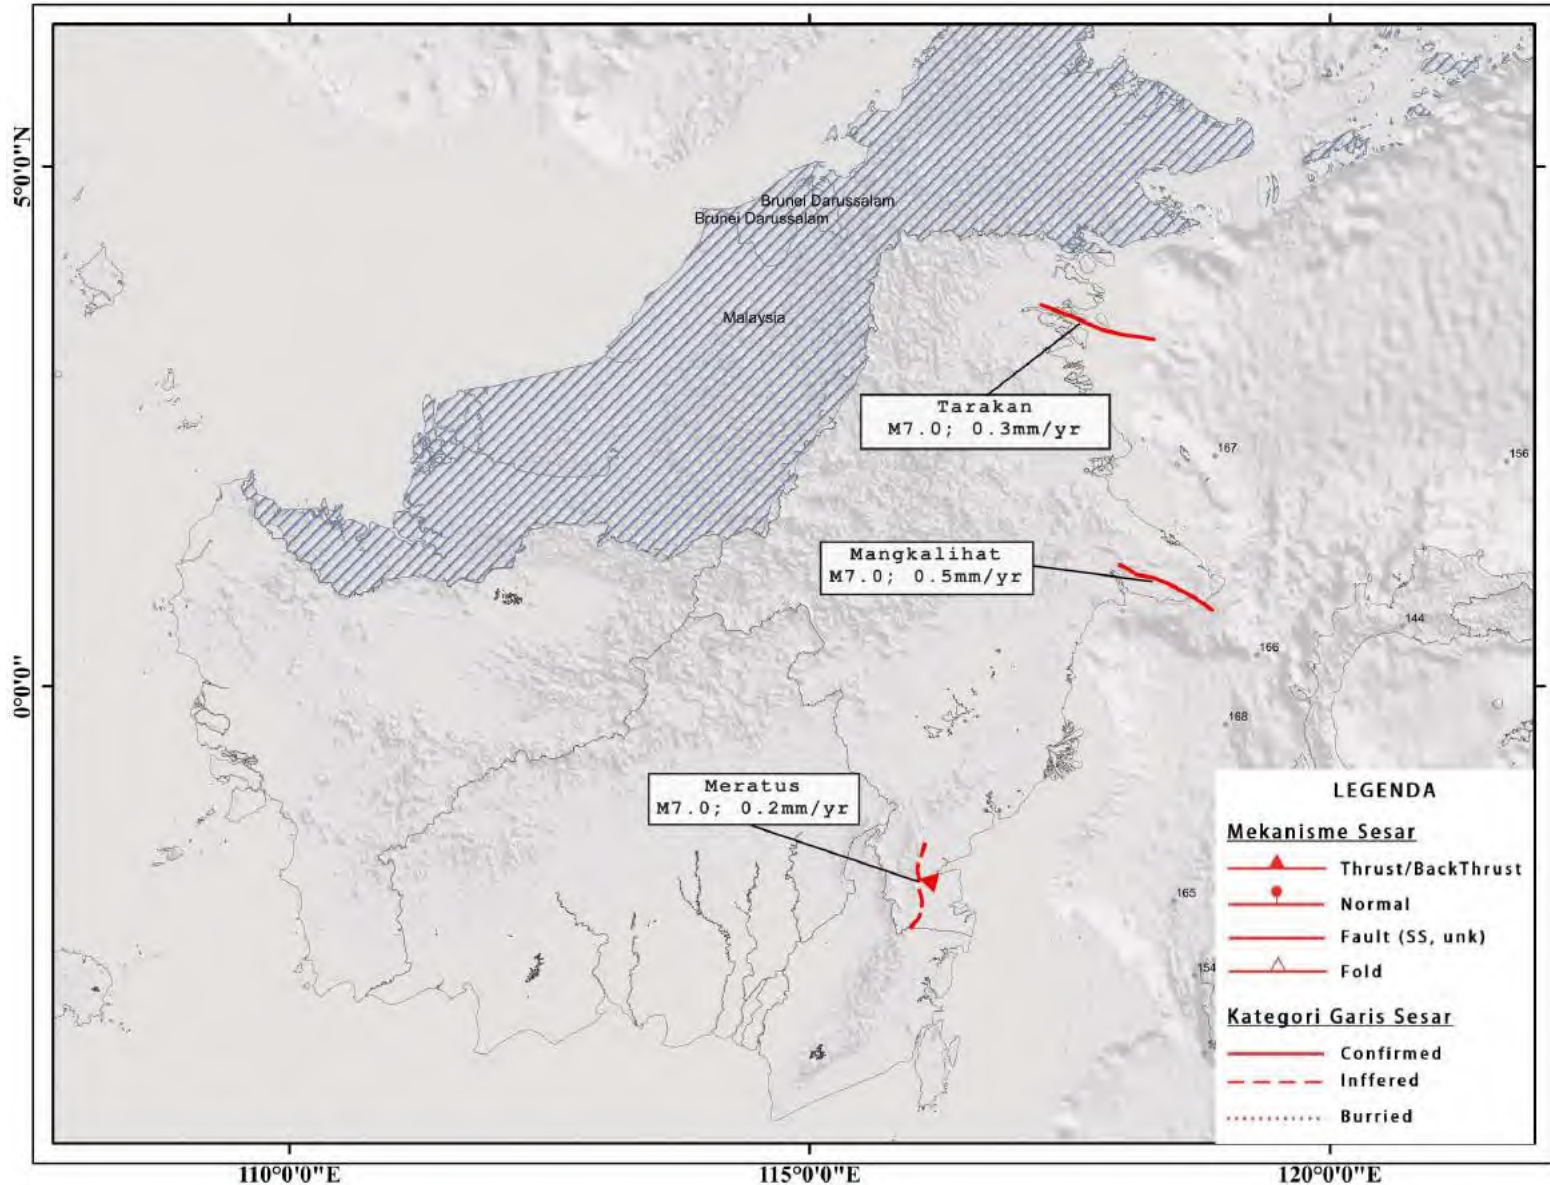 5°0'0"N
0°0'0"
Brunei Darussalam
Brunei Darussalam
Malaysia
Tarakan
M7.0; 0.3mm/yr
167
156
Mangkalihat
M7.0; 0.5mm/yr
144
166
168
Meratus
M7.0; 0.2mm/yr
165
154
LEGENDA
Mekanisme Sesar
Thrust/BackThrust
Normal
Fault (SS, unk)
Fold
Kategori Garis Sesar
Confirmed
Inffered
Burried
110°0'0"E
115°0'0"E
120°0'0"E